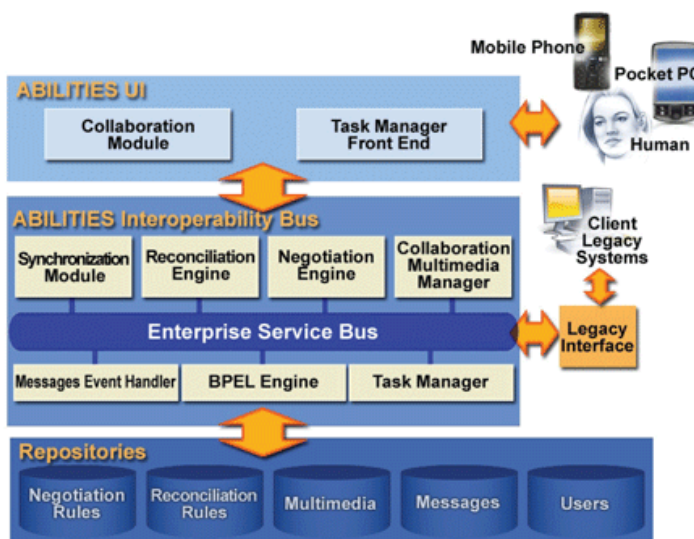 Mobile Phone
Pocket PC
Human
ABILITIES UI
Collaboration
Module
Task Manager
Front End
ABILITIES Interoperability Bus
Synchronization
Module
Reconciliation
Engine
Negotiation
Engine
Collaboration
Multimedia
Manager
Client
Legacy
Systems
Enterprise Service Bus
Legacy
Interface
Messages Event Handler
BPEL Engine
Task Manager
Repositories
Negotiation
Rules
Reconciliation
Rules
Multimedia
Messages
Users